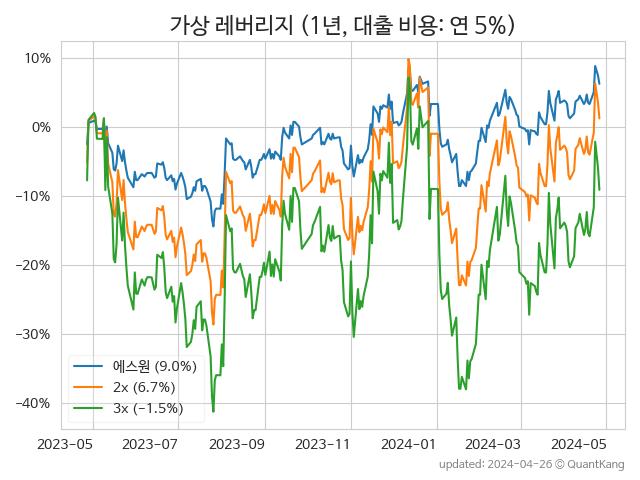 가상 레버리지 (1년, 대출 비용: 연 5%)
10%
0%
−10%
−20%
−30%
−40%
에스원 (9.0%)
2x (6.7%)
3x (−1.5%)
2023-05 2023-07 2023-09 2023-11 2024-01 2024-03 2024-05
updated: 2024-04-26 © QuantKang